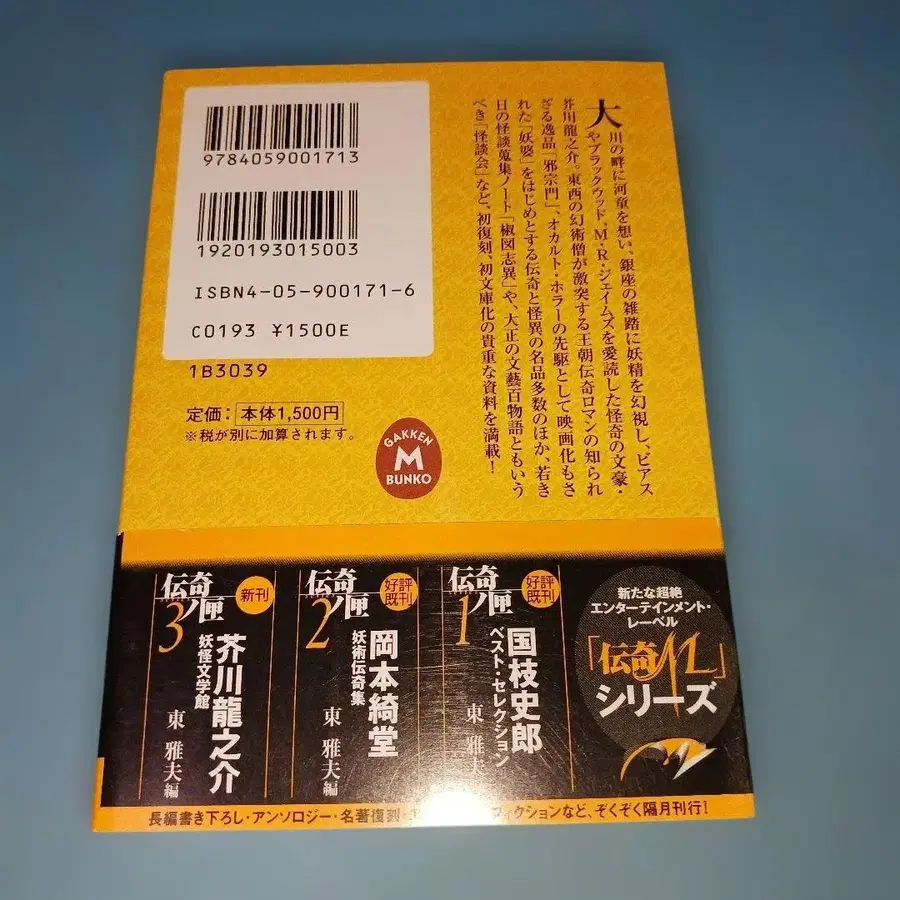 9784059001713
1920193015003
ISBN4-05-900171-6
C0193 ¥1500E
1B3039
定価：本体1,500円
※税が別に加算されます。
GAKKEN
M
BUNKO
大川の畔に河童を想い、銀座の雑踏に妖精を幻視し、ビアス
やブラックウッド・M・R・ジェイムズを愛読した怪奇の文豪・
芥川龍之介。東西の幻術僧が激突する王朝伝奇ロマンの知られ
ざる逸品「邪宗門」、オカルト・ホラーの先駆として映画化もさ
れた「妖婆」をはじめとする伝奇と怪異の名品多数のほか、若き
日の怪談蒐集ノート「椒図志異」や、大正の文藝百物語ともいう
べき「怪談会」など、初復刻、初文庫化の貴重な資料を満載！
新たな超絶
エンターテインメント・
レーベル
「伝奇M」
シリーズ
伝奇ノ匣
1
好評
既刊
国枝史郎
ベスト・セレクション
東 雅夫
伝奇ノ匣
2
好評
既刊
岡本綺堂
妖術伝奇集
東 雅夫編
伝奇ノ匣
3
新刊
芥川龍之介
妖怪文学館
東 雅夫編
長編書き下ろし・アンソロジー・名著復刻・ フィクションなど、ぞくぞく隔月刊行！